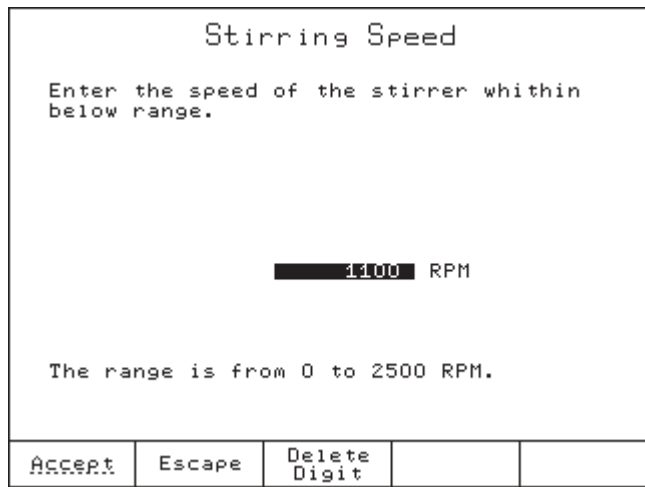 Stirring Speed
Enter the speed of the stirrer whithin
below range.
1100 RPM
The range is from 0 to 2500 RPM.
Accept Escape Delete
Digit